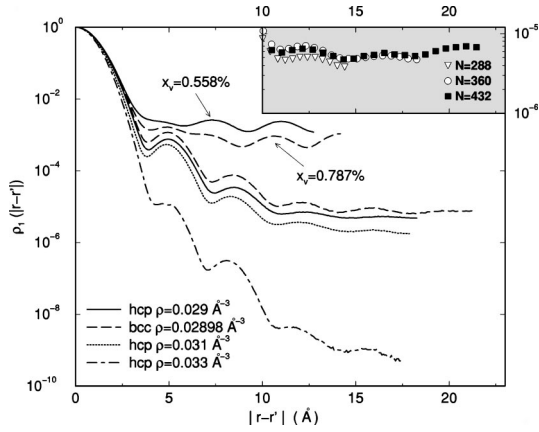 10 15 20
10⁻⁵
10⁻⁶
N=288
N=360
N=432
10⁰
10⁻²
10⁻⁴
10⁻⁶
10⁻⁸
10⁻¹⁰
ρ₁ (|r−r'|)
xᵥ=0.558%
xᵥ=0.787%
hcp ρ=0.029 Å⁻³
bcc ρ=0.02898 Å⁻³
hcp ρ=0.031 Å⁻³
hcp ρ=0.033 Å⁻³
0 5 10 15 20
|r−r'| (Å)